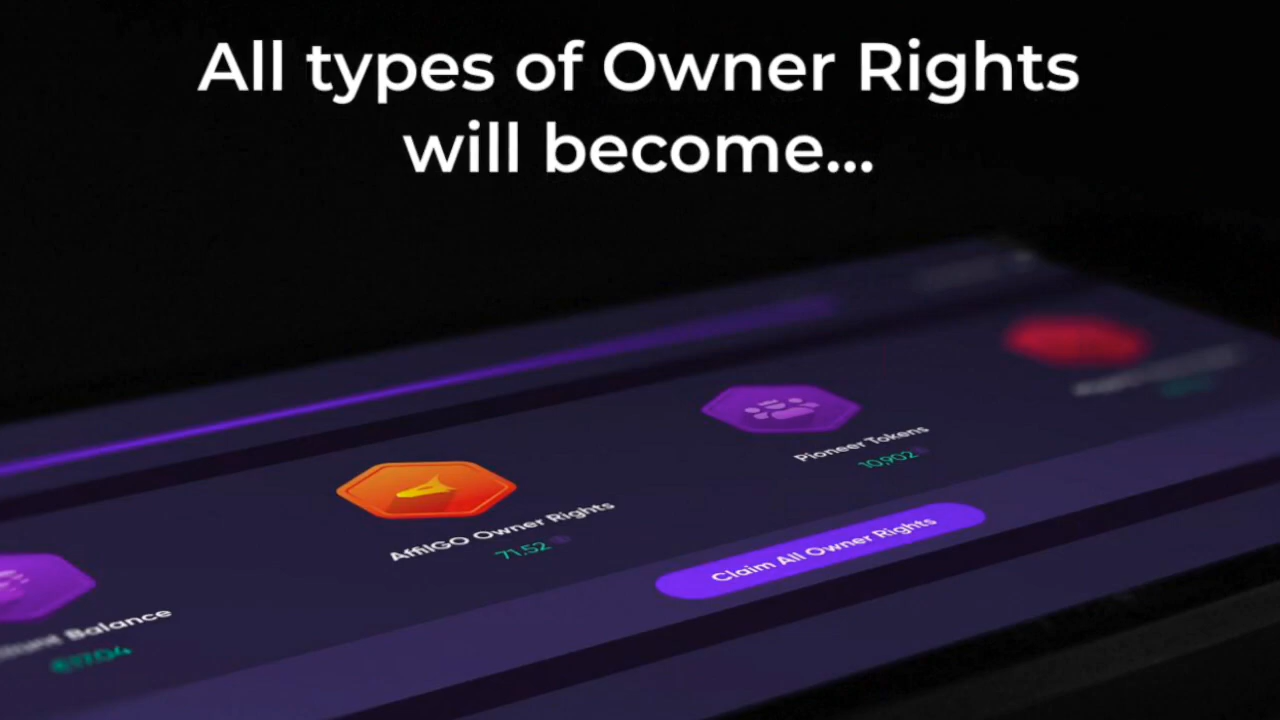 All types of Owner Rights
will become...
Pioneer Tokens
10,902
AffilGO Owner Rights
71.52
Claim All Owner Rights
Balance